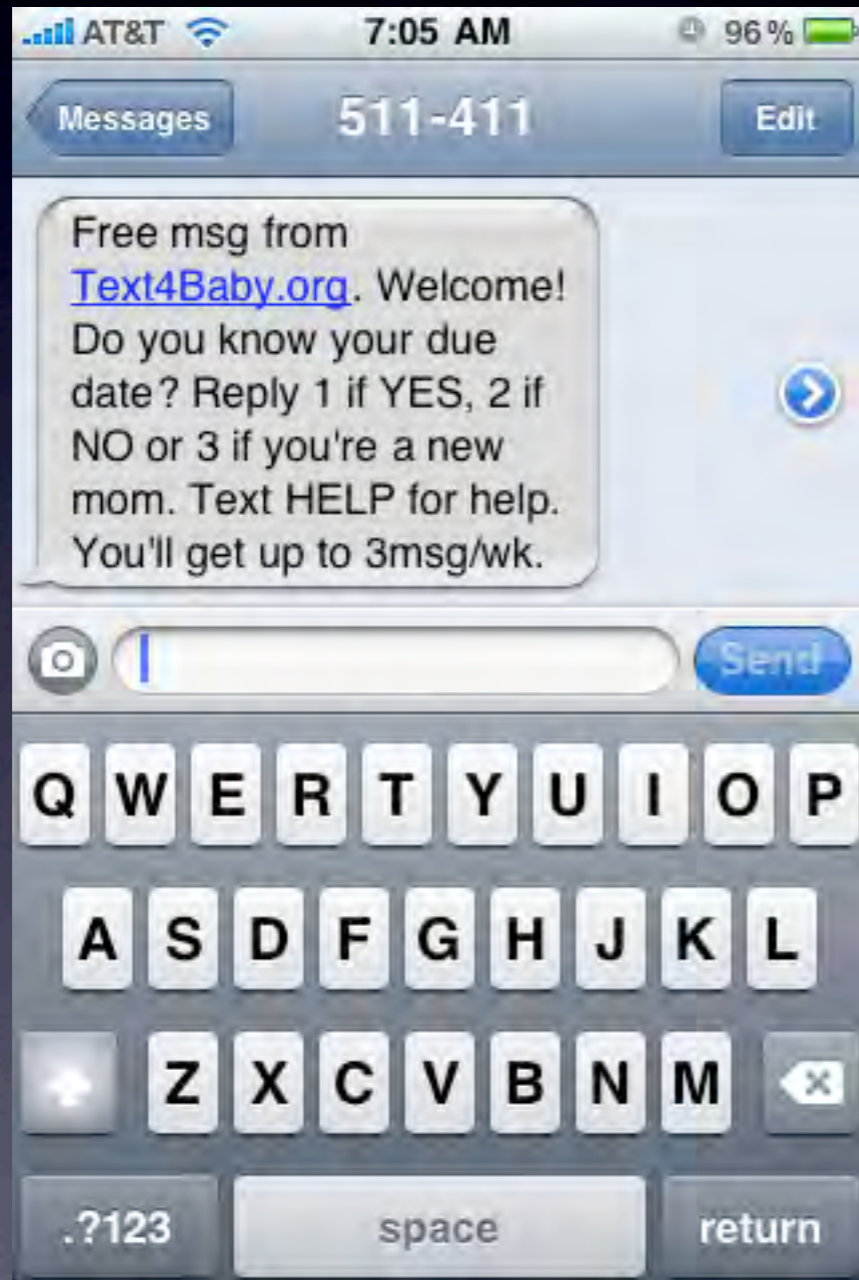 AT&T 7:05 AM 96%
Messages 511-411 Edit
Free msg from
Text4Baby.org. Welcome!
Do you know your due
date? Reply 1 if YES, 2 if
NO or 3 if you're a new
mom. Text HELP for help.
You'll get up to 3msg/wk.
Send
Q W E R T Y U I O P
A S D F G H J K L
Z X C V B N M
.?123 space return